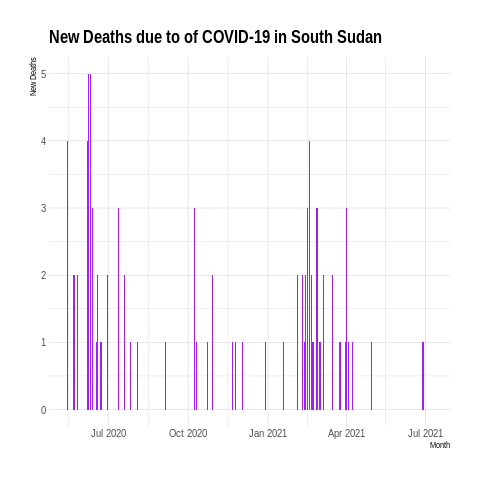 New Deaths due to of COVID-19 in South Sudan
New Deaths
5
4
3
2
1
0
Jul 2020 Oct 2020 Jan 2021 Apr 2021 Jul 2021
Month